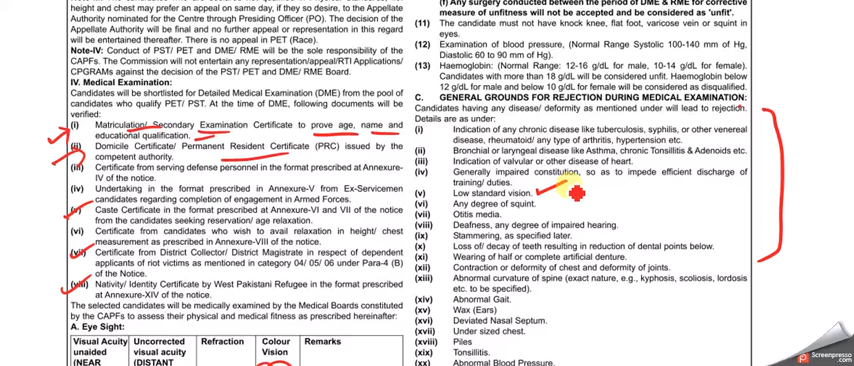 height and chest may prefer an appeal on same day, if they so desire, to the Appellate
Authority nominated for the Centre through Presiding Officer (PO). The decision of the
Appellate Authority will be final and no further appeal or representation in this regard
will be entertained thereafter. There is no appeal in PET (Race).
Note-IV: Conduct of PST/ PET and DME/ RME will be the sole responsibility of the
CAPFs. The Commission will not entertain any representation/appeal/RTI Applications/
CPGRAMs against the decision of the PST/ PET and DME/ RME Board.
IV. Medical Examination:
Candidates will be shortlisted for Detailed Medical Examination (DME) from the pool of
candidates who qualify PET/ PST. At the time of DME, following documents will be
verified:
(i) Matriculation/ Secondary Examination Certificate to prove age, name and
educational qualification.
(ii) Domicile Certificate/ Permanent Resident Certificate (PRC) issued by the
competent authority.
(iii) Certificate from serving defense personnel in the format prescribed at Annexure-
IV of the notice.
(iv) Undertaking in the format prescribed in Annexure-V from Ex-Servicemen
candidates regarding completion of engagement in Armed Forces.
(v) Caste Certificate in the format prescribed at Annexure-VI and VII of the notice
from the candidates seeking reservation/ age relaxation.
(vi) Certificate from candidates who wish to avail relaxation in height/ chest
measurement as prescribed in Annexure-VIII of the notice.
(vii) Certificate from District Collector/ District Magistrate in respect of dependent
applicants of riot victims as mentioned in category 04/ 05/ 06 under Para-4 (B)
of the Notice.
(viii) Nativity/ Identity Certificate by West Pakistani Refugee in the format prescribed
at Annexure-XIV of the notice.
The selected candidates will be medically examined by the Medical Boards constituted
by the CAPFs to assess their physical and medical fitness as prescribed hereinafter:
A. Eye Sight:
Visual Acuity unaided (NEAR
Uncorrected visual acuity (DISTANT
Refraction
Colour Vision
Remarks
(f) Any surgery conducted between the period of DME & RME for corrective
measure of unfitness will not be accepted and be considered as 'unfit'.
(11) The candidate must not have knock knee, flat foot, varicose vein or squint in
eyes.
(12) Examination of blood pressure, (Normal Range Systolic 100-140 mm of Hg,
Diastolic 60 to 90 mm of Hg).
(13) Haemoglobin: (Normal Range: 12-16 g/dL for male, 10-14 g/dL for female).
Candidates with more than 18 g/dL will be considered unfit. Haemoglobin below
12 g/dL for male and below 10 g/dL for female will be considered as disqualified.
C. GENERAL GROUNDS FOR REJECTION DURING MEDICAL EXAMINATION:
Candidates having any disease/ deformity as mentioned under will lead to rejection.
Details are as under:
(i) Indication of any chronic disease like tuberculosis, syphilis, or other venereal
disease, rheumatoid/ any type of arthritis, hypertension etc.
(ii) Bronchial or laryngeal disease like Asthma, chronic Tonsillitis & Adenoids etc.
(iii) Indication of valvular or other disease of heart.
(iv) Generally impaired constitution, so as to impede efficient discharge of
training/ duties.
(v) Low standard vision.
(vi) Any degree of squint.
(vii) Otitis media.
(viii) Deafness, any degree of impaired hearing.
(ix) Stammering, as specified later.
(x) Loss of/ decay of teeth resulting in reduction of dental points below.
(xi) Wearing of half or complete artificial denture.
(xii) Contraction or deformity of chest and deformity of joints.
(xiii) Abnormal curvature of spine (exact nature, e.g., kyphosis, scoliosis, lordosis
etc. to be specified).
(xiv) Abnormal Gait.
(xv) Wax (Ears)
(xvi) Deviated Nasal Septum.
(xvii) Under sized chest.
(xviii) Piles
(xix) Tonsillitis.
(xx) Abnormal Blood Pressure.
Screenpresso